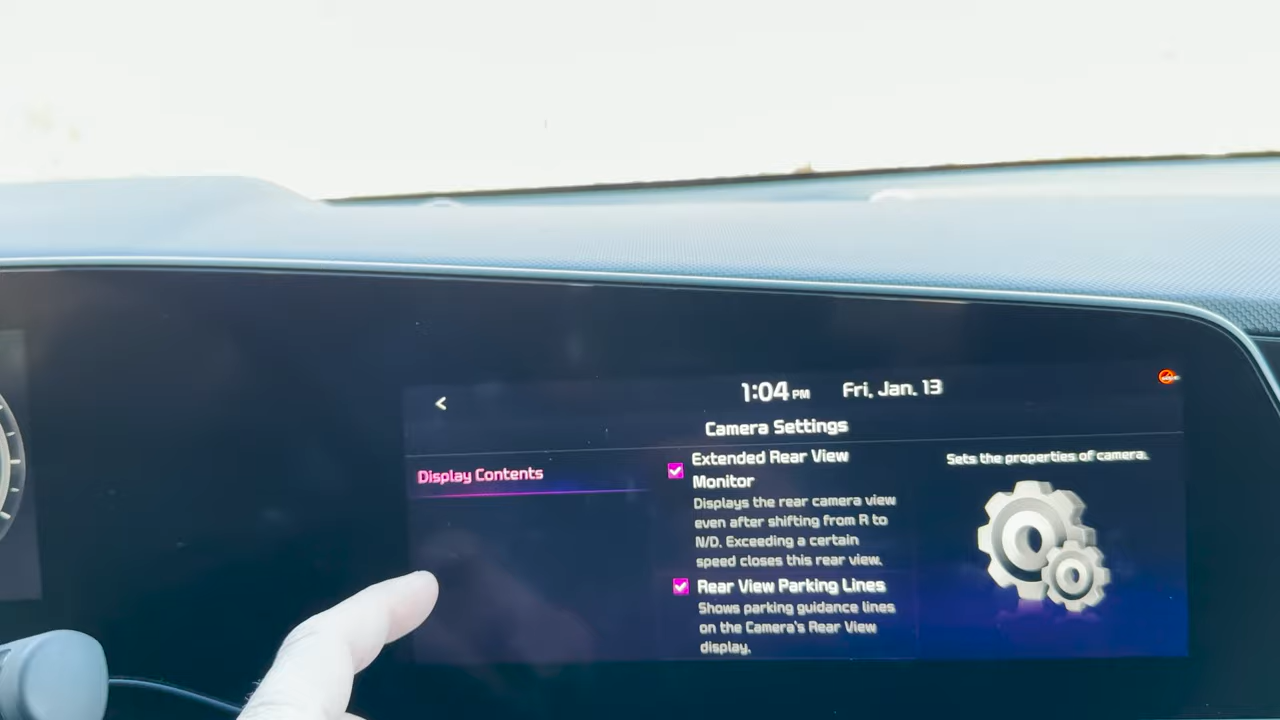 <
1:04 PM Fri, Jan. 13
Camera Settings
Display Contents
Extended Rear View
Monitor
Displays the rear camera view
even after shifting from R to
N/D. Exceeding a certain
speed closes this rear view.
Rear View Parking Lines
Shows parking guidance lines
on the Camera's Rear View
display.
Sets the properties of camera.